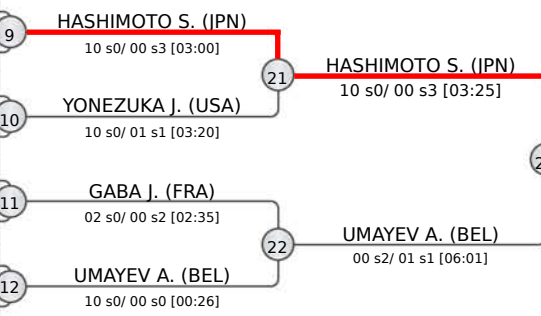 HASHIMOTO S. (JPN)
9
10 s0/ 00 s3 [03:00]
HASHIMOTO S. (JPN)
21
10 s0/ 00 s3 [03:25]
YONEZUKA J. (USA)
10
10 s0/ 01 s1 [03:20]
GABA J. (FRA)
11
02 s0/ 00 s2 [02:35]
UMAYEV A. (BEL)
22
00 s2/ 01 s1 [06:01]
UMAYEV A. (BEL)
12
10 s0/ 00 s0 [00:26]